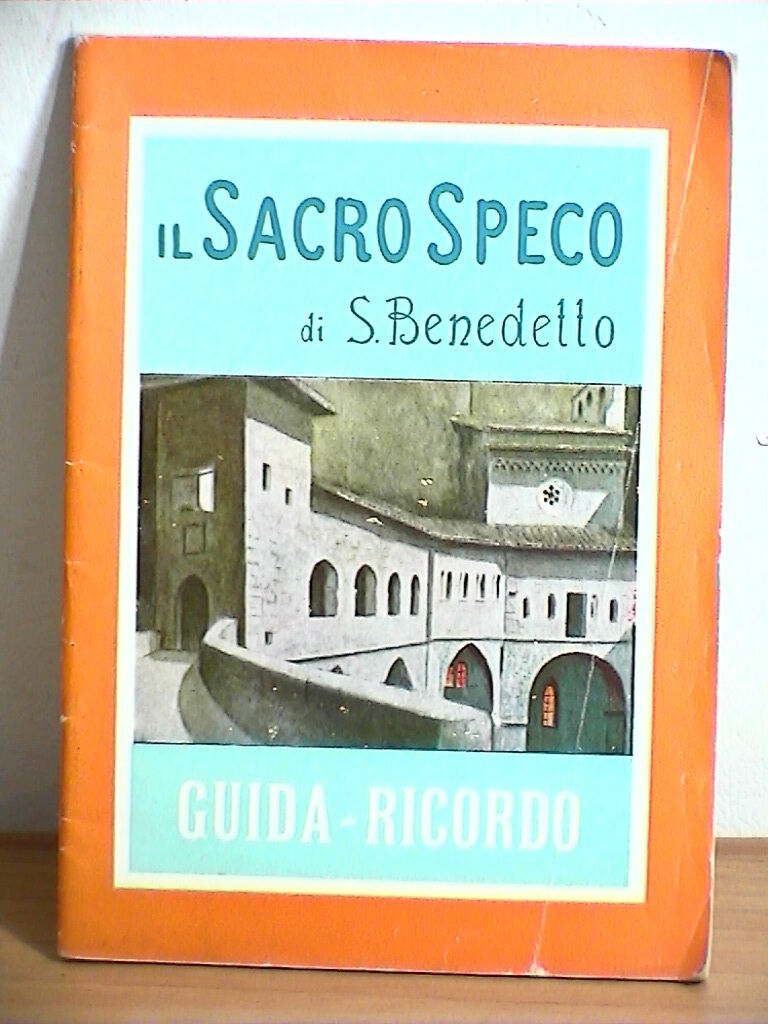 IL SACRO SPECO
di S. Benedetto
GUIDA - RICORDO